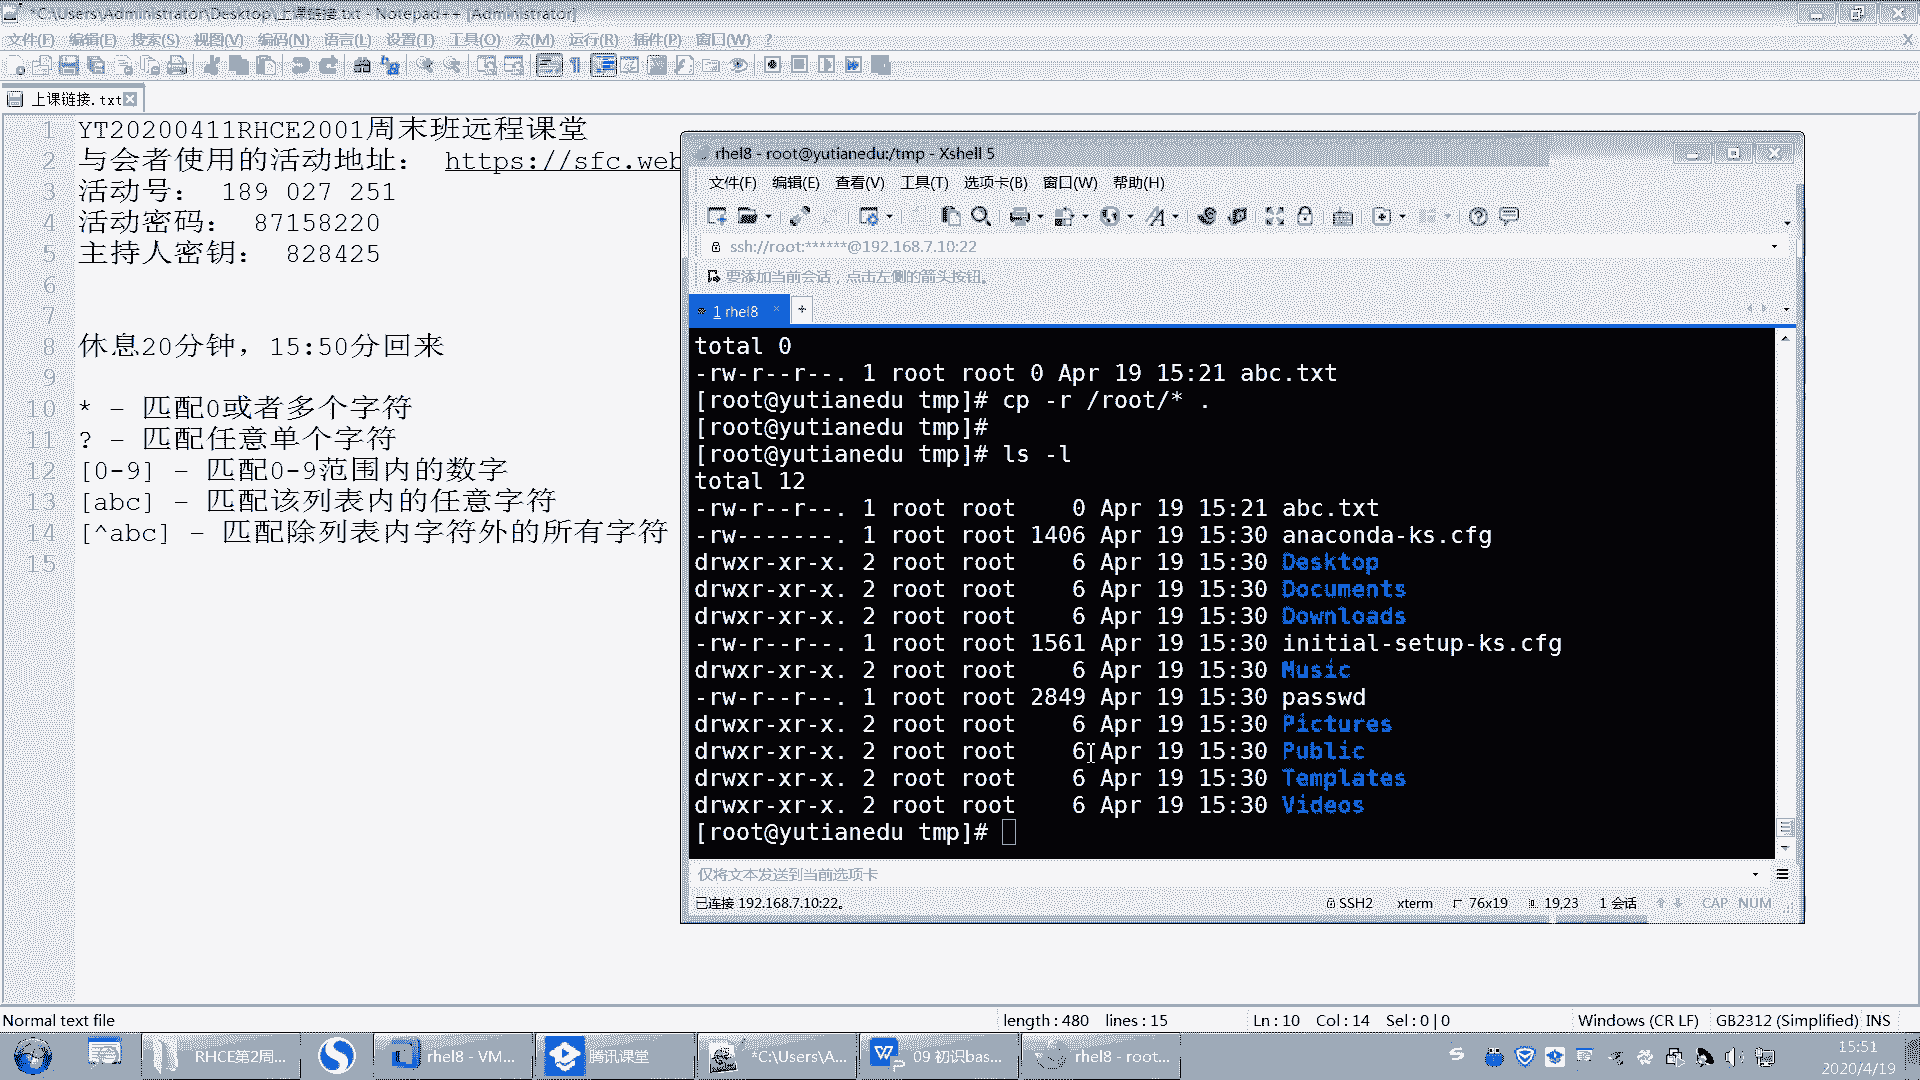 *C:\Users\Administrator\Desktop\上课链接.txt - Notepad++ [Administrator]
文件(F) 编辑(E) 搜索(S) 视图(V) 编码(N) 语言(L) 设置(T) 工具(O) 宏(M) 运行(R) 插件(P) 窗口(W) ? X
上课链接.txt
1 YT20200411RHCE2001周末班远程课堂
2 与会者使用的活动地址： https://sfc.web
3 活动号： 189 027 251
4 活动密码： 87158220
5 主持人密钥： 828425
6
7
8 休息20分钟，15:50分回来
9
10 * – 匹配0或者多个字符
11 ? – 匹配任意单个字符
12 [0-9] – 匹配0-9范围内的数字
13 [abc] – 匹配该列表内的任意字符
14 [^abc] – 匹配除列表内字符外的所有字符
15
rhel8 - root@yutianedu:/tmp - Xshell 5
文件(F) 编辑(E) 查看(V) 工具(T) 选项卡(B) 窗口(W) 帮助(H)
ssh://root:******@192.168.7.10:22
要添加当前会话，点击左侧的箭头按钮。
1 rhel8 × +
total 0
-rw-r--r--. 1 root root 0 Apr 19 15:21 abc.txt
[root@yutianedu tmp]# cp -r /root/* .
[root@yutianedu tmp]#
[root@yutianedu tmp]# ls -l
total 12
-rw-r--r--. 1 root root    0 Apr 19 15:21 abc.txt
-rw-------. 1 root root 1406 Apr 19 15:30 anaconda-ks.cfg
drwxr-xr-x. 2 root root    6 Apr 19 15:30 Desktop
drwxr-xr-x. 2 root root    6 Apr 19 15:30 Documents
drwxr-xr-x. 2 root root    6 Apr 19 15:30 Downloads
-rw-r--r--. 1 root root 1561 Apr 19 15:30 initial-setup-ks.cfg
drwxr-xr-x. 2 root root    6 Apr 19 15:30 Music
-rw-r--r--. 1 root root 2849 Apr 19 15:30 passwd
drwxr-xr-x. 2 root root    6 Apr 19 15:30 Pictures
drwxr-xr-x. 2 root root    6 Apr 19 15:30 Public
drwxr-xr-x. 2 root root    6 Apr 19 15:30 Templates
drwxr-xr-x. 2 root root    6 Apr 19 15:30 Videos
[root@yutianedu tmp]#
仅将文本发送到当前选项卡
已连接 192.168.7.10:22。 SSH2 xterm 76x19 19,23 1 会话 CAP NUM
Normal text file length : 480 lines : 15 Ln : 10 Col : 14 Sel : 0 | 0 Windows (CR LF) GB2312 (Simplified) INS
RHCE第2周... rhel8 - VM... 腾讯课堂 *C:\Users\A... 09 初识bas... rhel8 - root... 15:51
2020/4/19